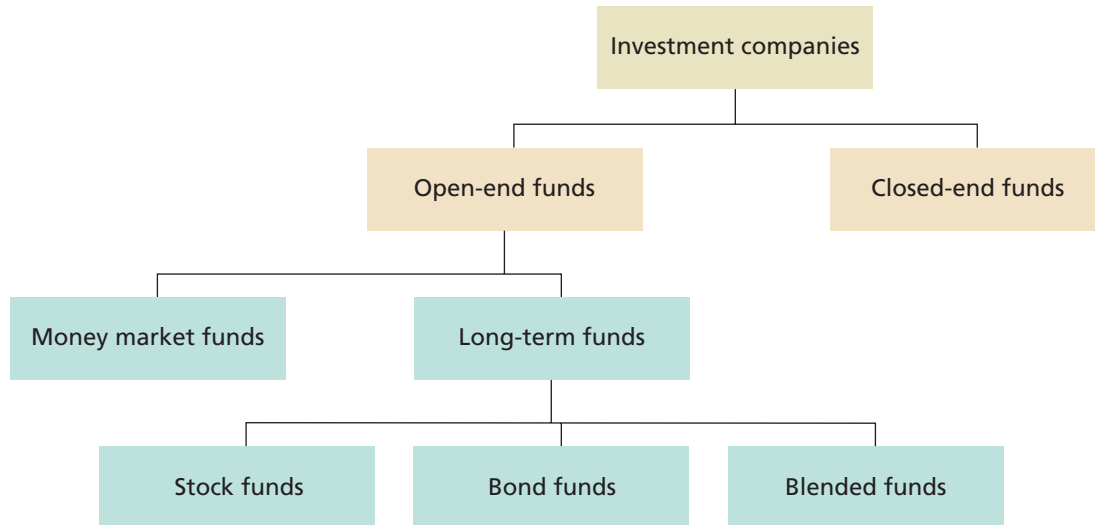 Investment companies
Open-end funds
Closed-end funds
Money market funds
Long-term funds
Stock funds
Bond funds
Blended funds